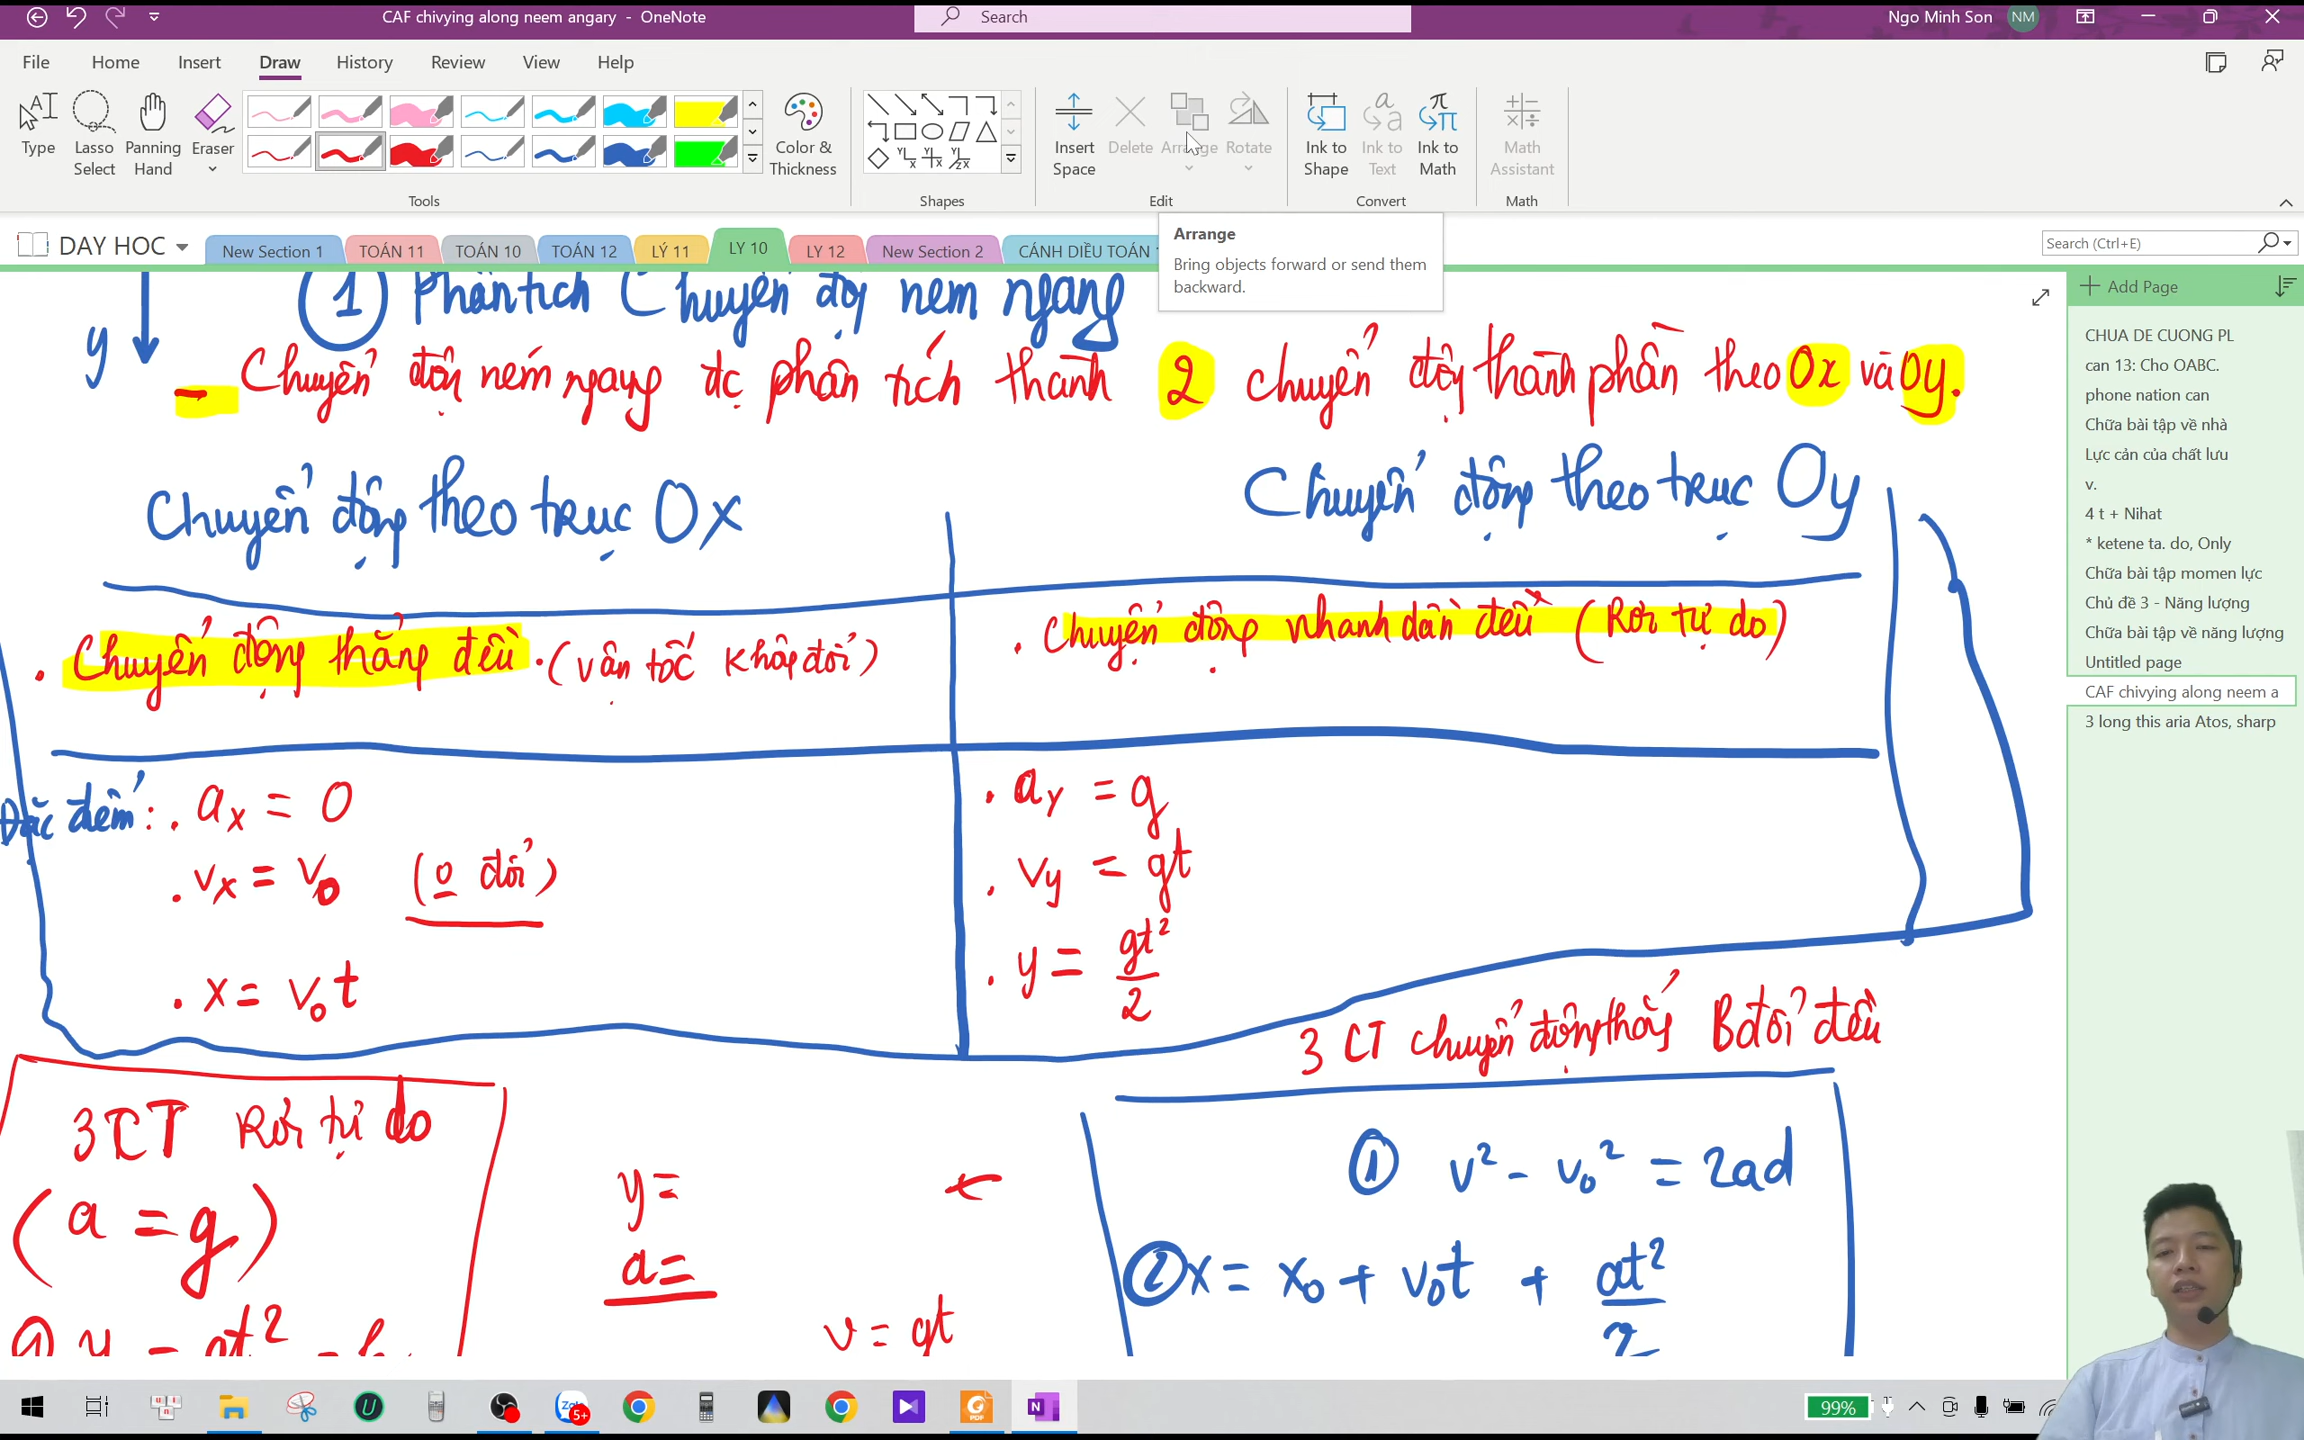 CAF chivying along neem angary - OneNote
Search
Ngo Minh Son NM
File Home Insert Draw History Review View Help
Type
Lasso Select
Panning Hand
Eraser
Color & Thickness
Insert Space
Delete
Arrange
Rotate
Ink to Shape
Ink to Text
Ink to Math
Math Assistant
Tools Shapes Edit Convert Math
DAY HOC
New Section 1 TOÁN 11 TOÁN 10 TOÁN 12 LÝ 11 LY 10 LY 12 New Section 2 CÁNH DIỀU TOÁN
Search (Ctrl+E)
Arrange
Bring objects forward or send them
backward.
Add Page
CHUA DE CUONG PL
can 13: Cho OABC.
phone nation can
Chữa bài tập về nhà
Lực cản của chất lưu
v.
4 t + Nihat
* ketene ta. do, Only
Chữa bài tập momen lực
Chủ đề 3 - Năng lượng
Chữa bài tập về năng lượng
Untitled page
CAF chivying along neem a
3 long this aria Atos, sharp
y
1 Phân tích Chuyển động ném ngang
- Chuyển động ném ngang đc phân tích thành 2 chuyển động thành phần theo Ox và Oy.
Chuyển động theo trục Ox
Chuyển động theo trục Oy
. Chuyển động thẳng đều . (vận tốc không đổi)
. Chuyển động nhanh dần đều (Rơi tự do)
Đặc điểm: . ax = 0
. vx = v0 (0 đổi)
. x = v0t
. ay = g
. vy = gt
. y = gt²/2
3 CT chuyển động thẳng Bđổi đều
① v² - v0² = 2ad
② x = x0 + v0t + at²/2
3 CT Rơi tự do
(a = g)
y =
a =
v = gt
99%